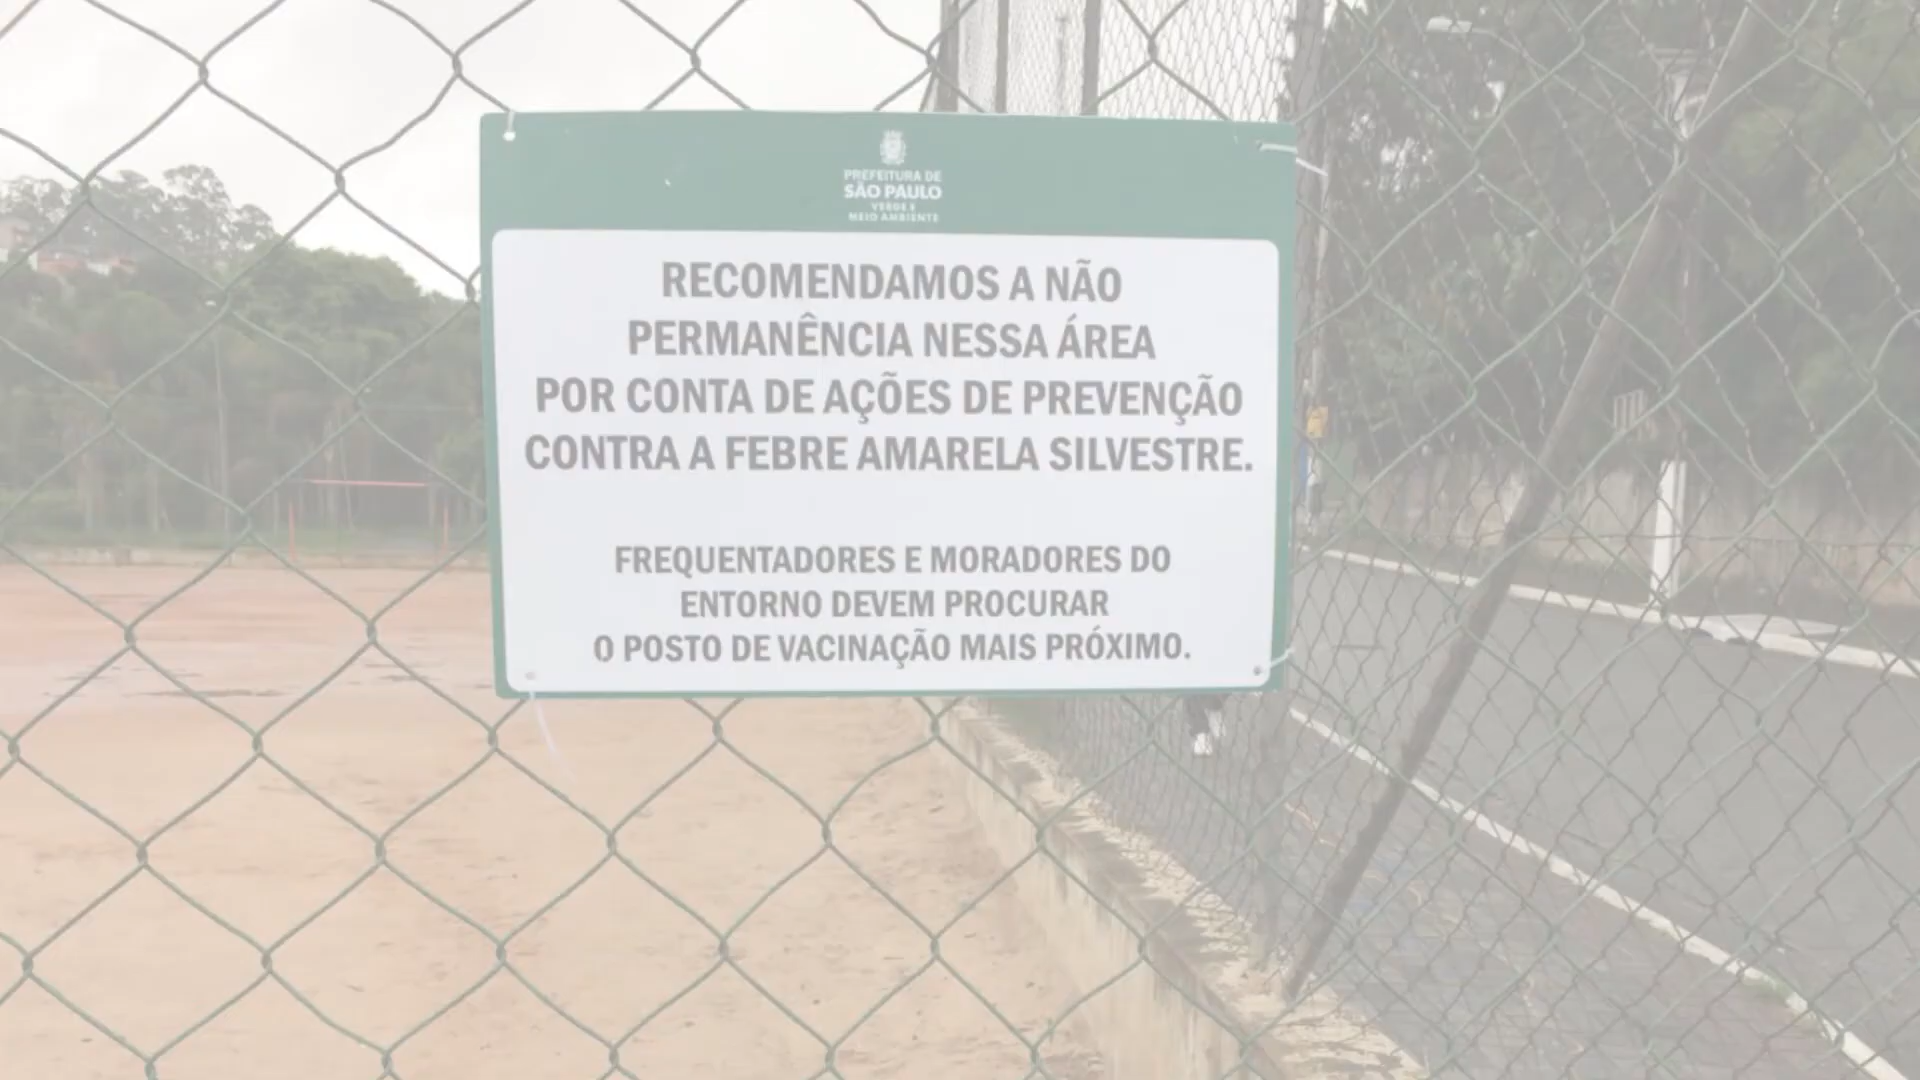 PREFEITURA DE
SÃO PAULO
VERDE E
MEIO AMBIENTE
RECOMENDAMOS A NÃO
PERMANÊNCIA NESSA ÁREA
POR CONTA DE AÇÕES DE PREVENÇÃO
CONTRA A FEBRE AMARELA SILVESTRE.
FREQUENTADORES E MORADORES DO
ENTORNO DEVEM PROCURAR
O POSTO DE VACINAÇÃO MAIS PRÓXIMO.